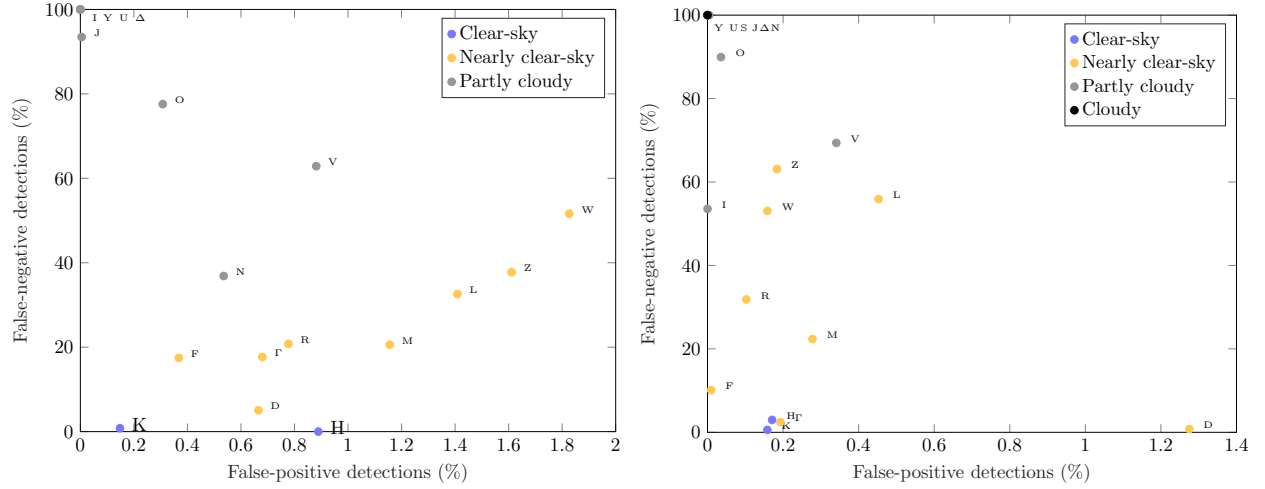 100
80
60
40
20
0
0
0.2
0.4
0.6
0.8
1
1.2
1.4
1.6
1.8
2
False-negative detections (%)
False-positive detections (%)
Clear-sky
Nearly clear-sky
Partly cloudy
I Y U Δ
J
O
V
W
N
Z
L
F
Γ
R
M
D
K
H
100
80
60
40
20
0
0
0.2
0.4
0.6
0.8
1
1.2
1.4
False-negative detections (%)
False-positive detections (%)
Clear-sky
Nearly clear-sky
Partly cloudy
Cloudy
Y U S J Δ N
O
V
Z
L
I
W
R
M
F
H
Γ
K
D